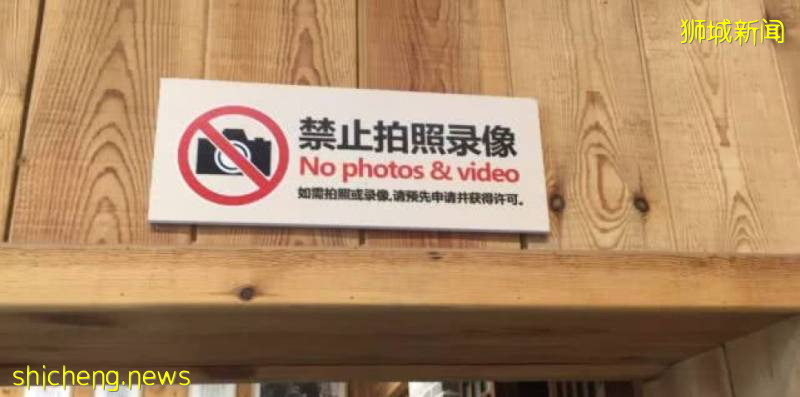 狮城新闻
禁止拍照录像
No photos & video
如需拍照或录像,请预先申请并获得许可。
shicheng.news